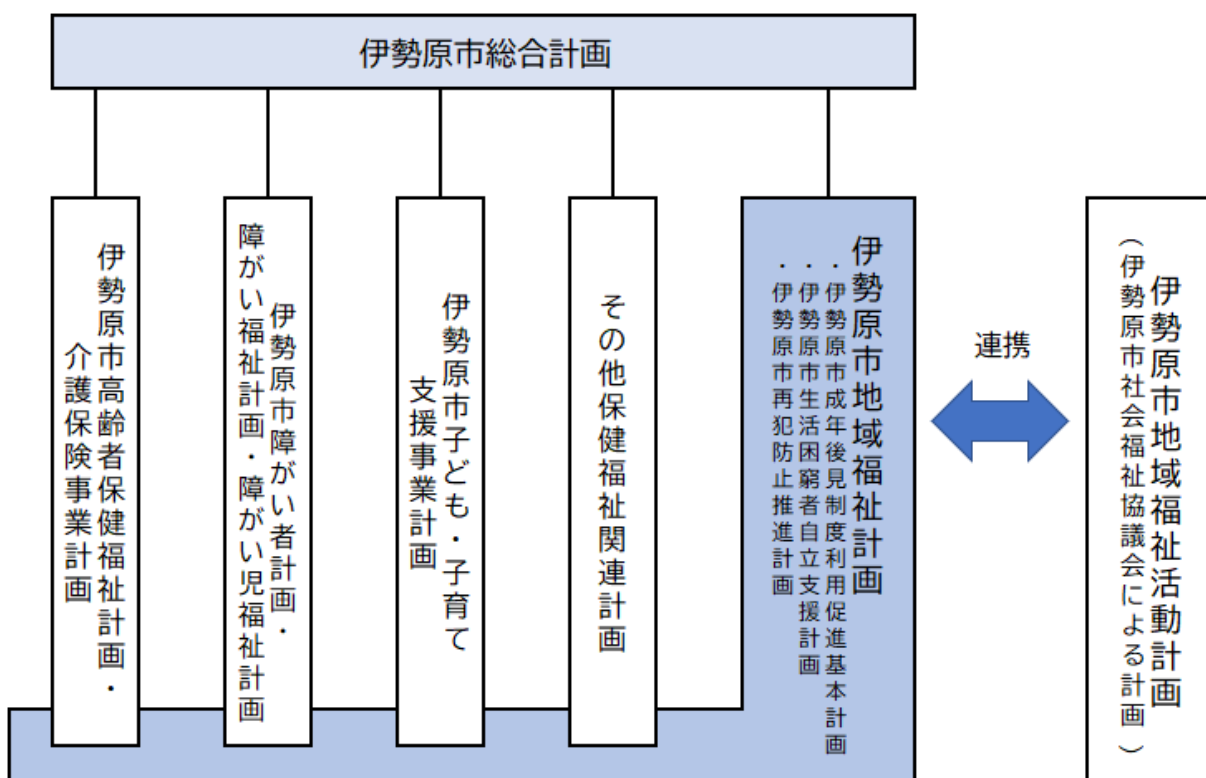 伊勢原市総合計画
伊勢原市高齢者保健福祉計画・
介護保険事業計画
伊勢原市障がい者計画・
障がい福祉計画・障がい児福祉計画
伊勢原市子ども・子育て
支援事業計画
その他保健福祉関連計画
伊勢原市地域福祉計画
・伊勢原市成年後見制度利用促進基本計画
・伊勢原市生活困窮者自立支援計画
・伊勢原市再犯防止推進計画
連携
伊勢原市地域福祉活動計画
（伊勢原市社会福祉協議会による計画）